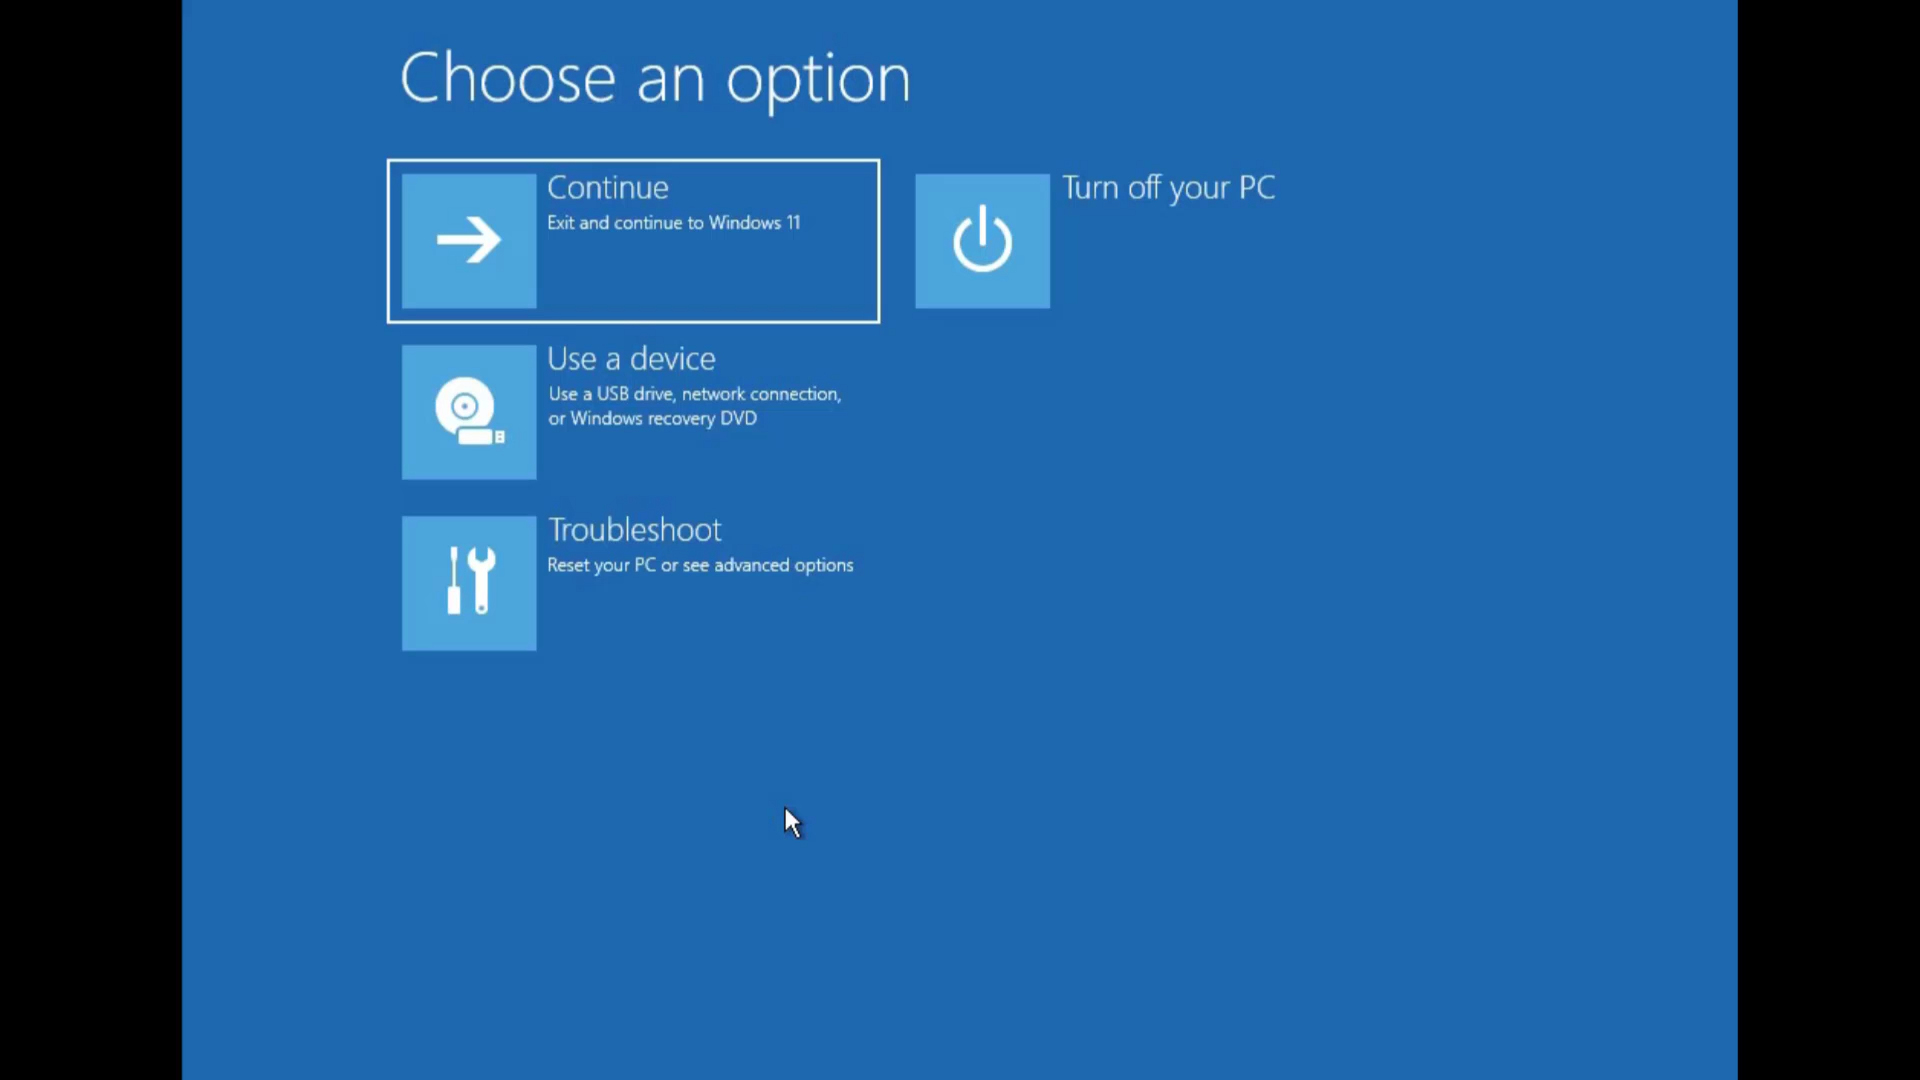 Choose an option
Continue
Exit and continue to Windows 11
Turn off your PC
Use a device
Use a USB drive, network connection,
or Windows recovery DVD
Troubleshoot
Reset your PC or see advanced options